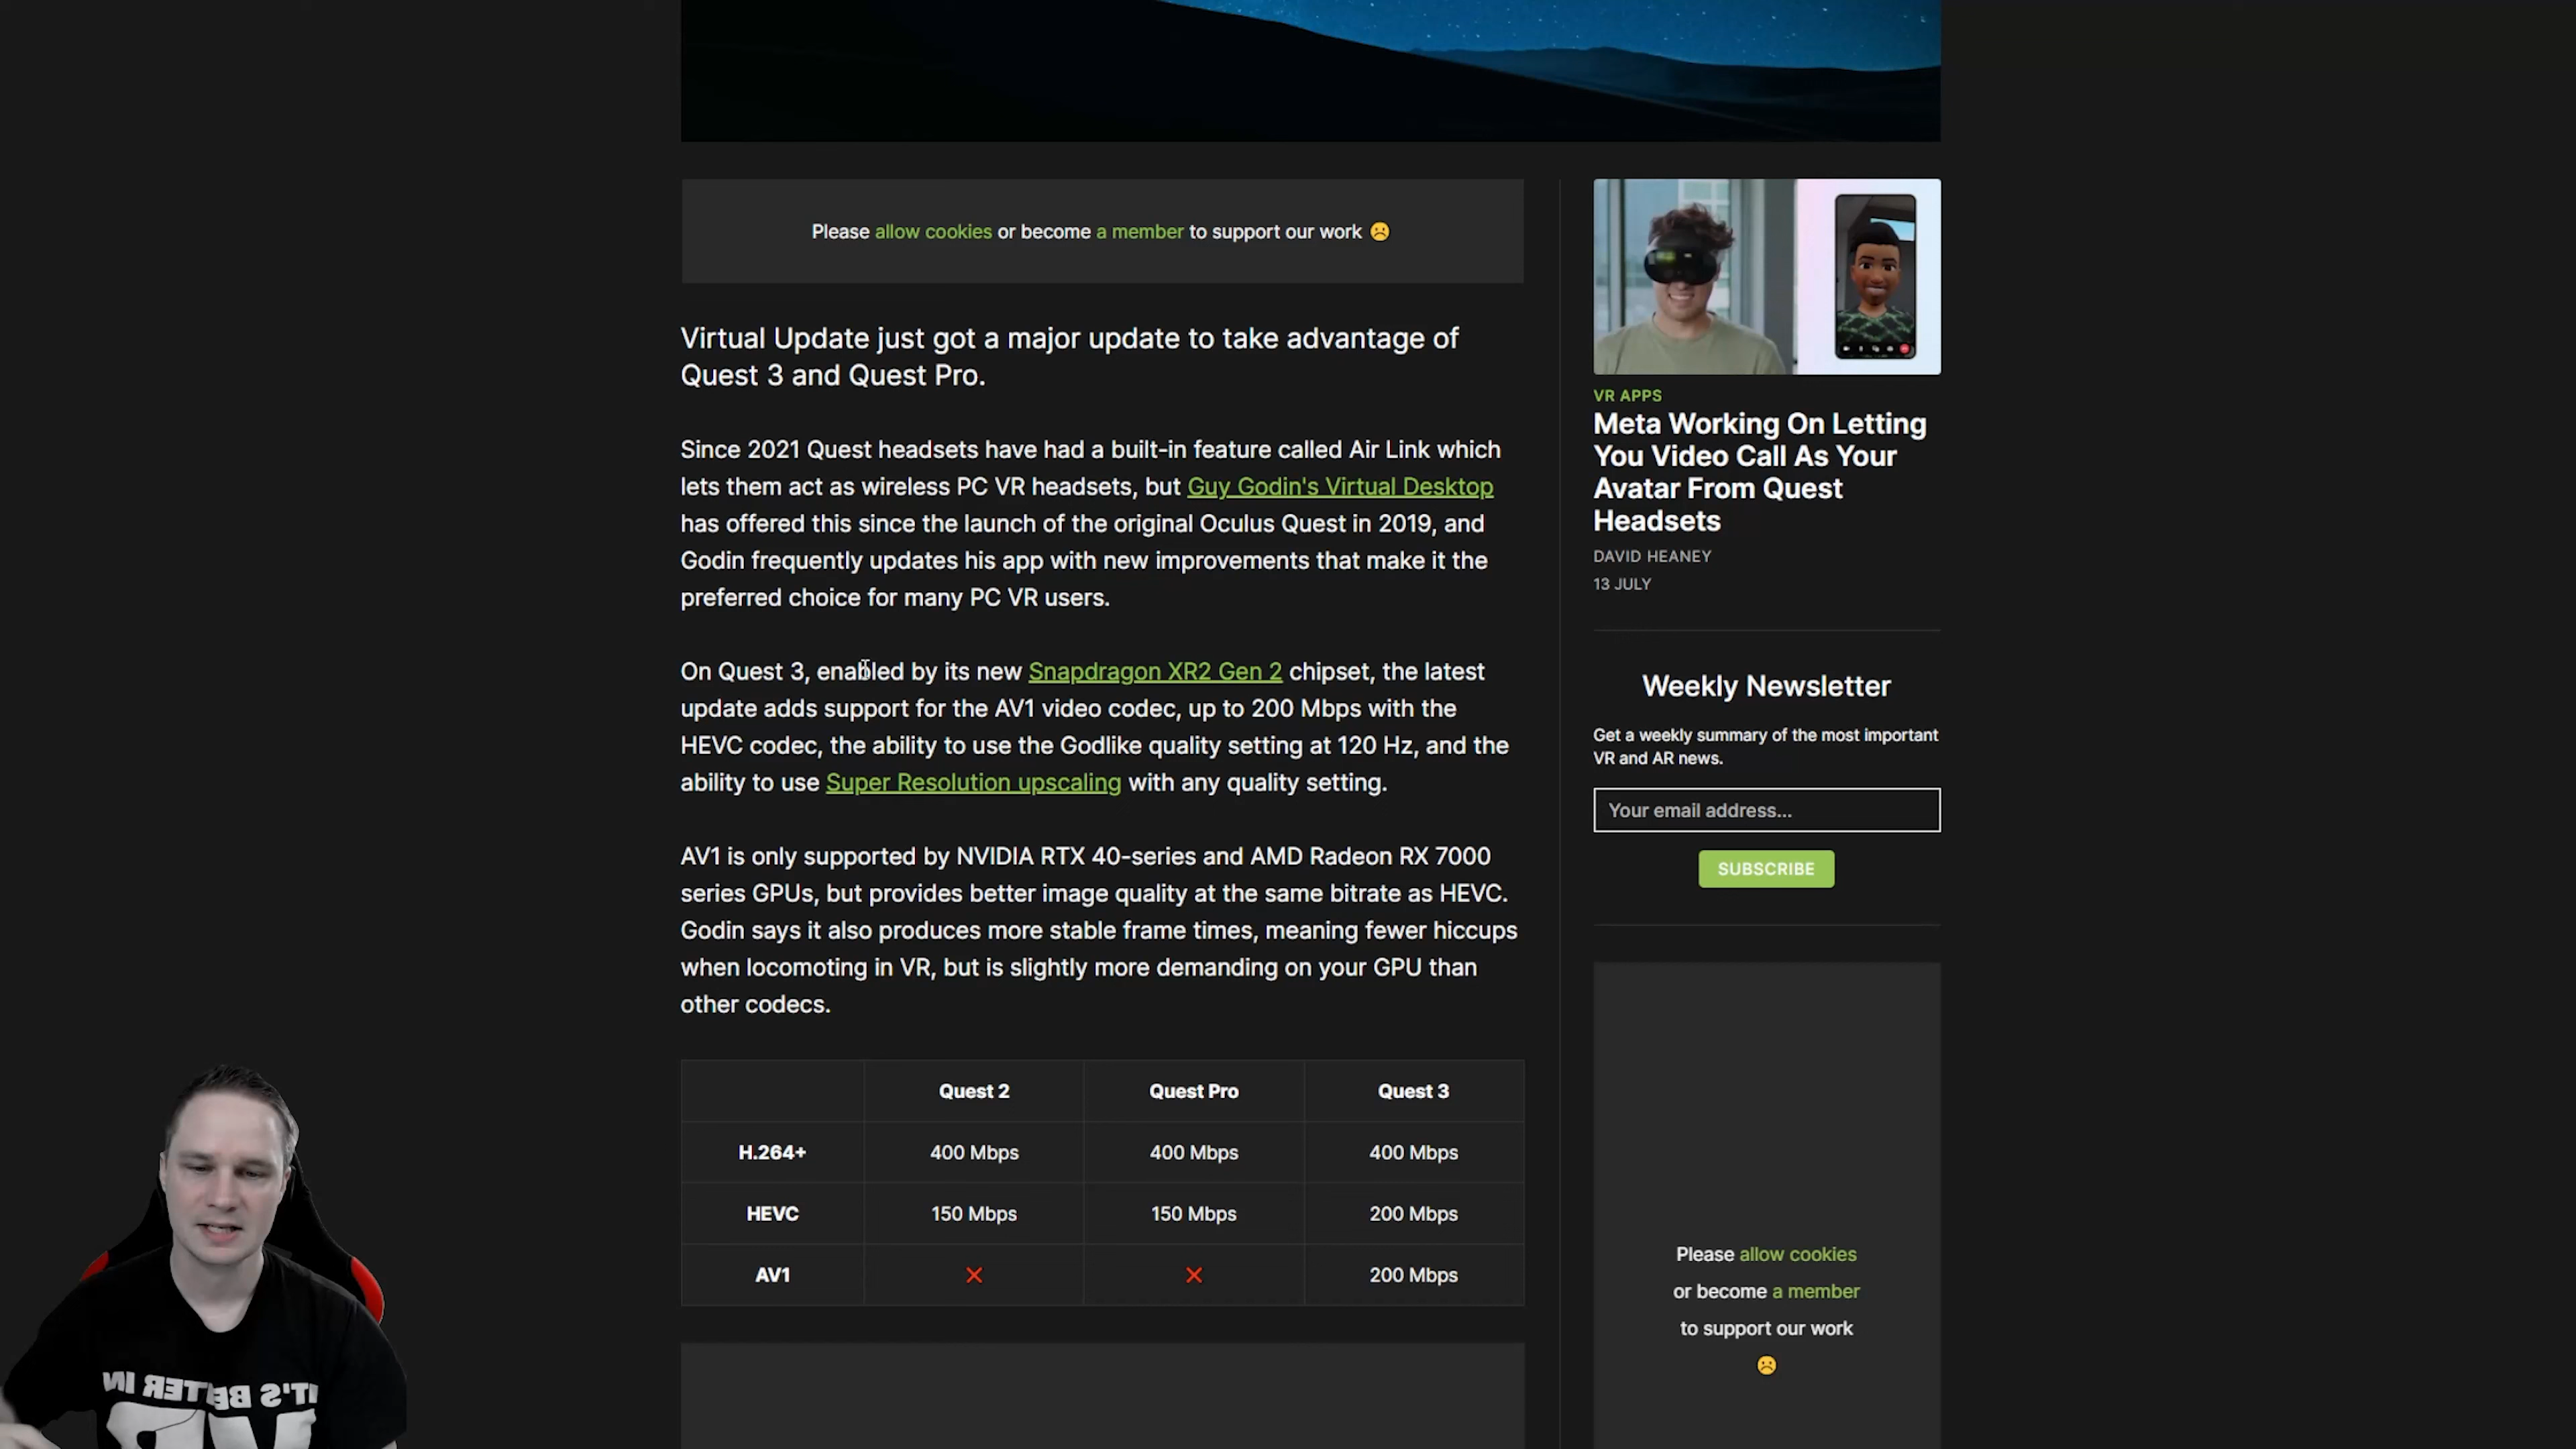 Please allow cookies or become a member to support our work ☹️
Virtual Update just got a major update to take advantage of
Quest 3 and Quest Pro.
Since 2021 Quest headsets have had a built-in feature called Air Link which
lets them act as wireless PC VR headsets, but Guy Godin's Virtual Desktop
has offered this since the launch of the original Oculus Quest in 2019, and
Godin frequently updates his app with new improvements that make it the
preferred choice for many PC VR users.
On Quest 3, enabled by its new Snapdragon XR2 Gen 2 chipset, the latest
update adds support for the AV1 video codec, up to 200 Mbps with the
HEVC codec, the ability to use the Godlike quality setting at 120 Hz, and the
ability to use Super Resolution upscaling with any quality setting.
AV1 is only supported by NVIDIA RTX 40-series and AMD Radeon RX 7000
series GPUs, but provides better image quality at the same bitrate as HEVC.
Godin says it also produces more stable frame times, meaning fewer hiccups
when locomoting in VR, but is slightly more demanding on your GPU than
other codecs.
Quest 2 Quest Pro Quest 3
H.264+ 400 Mbps 400 Mbps 400 Mbps
HEVC 150 Mbps 150 Mbps 200 Mbps
AV1 ❌ ❌ 200 Mbps
VR APPS
Meta Working On Letting
You Video Call As Your
Avatar From Quest
Headsets
DAVID HEANEY
13 JULY
Weekly Newsletter
Get a weekly summary of the most important
VR and AR news.
Your email address...
SUBSCRIBE
Please allow cookies
or become a member
to support our work
☹️
IT'S BETTER IN
VR